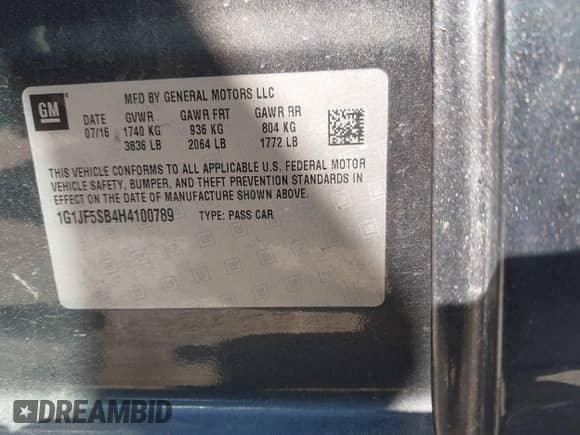 GM
MFD BY GENERAL MOTORS LLC
DATE GVWR GAWR FRT GAWR RR
07/16 1740 KG 936 KG 804 KG
3836 LB 2064 LB 1772 LB
THIS VEHICLE CONFORMS TO ALL APPLICABLE U.S. FEDERAL MOTOR
VEHICLE SAFETY, BUMPER, AND THEFT PREVENTION STANDARDS IN
EFFECT ON THE DATE OF MANUFACTURE SHOWN ABOVE.
1G1JF5SB4H4100789 TYPE: PASS CAR
DREAMBID